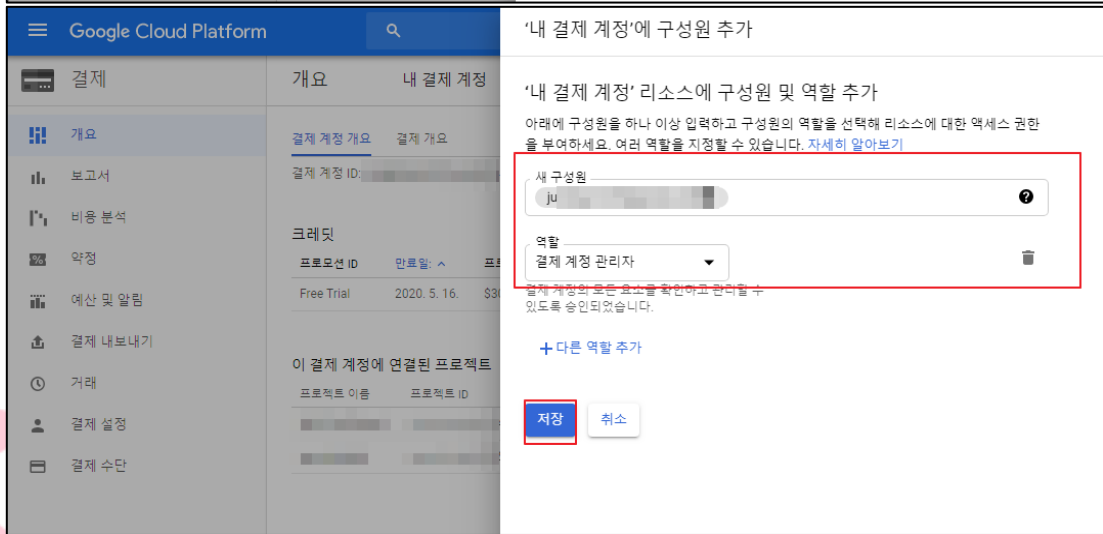 Google Cloud Platform
결제
개요
보고서
비용 분석
약정
예산 및 알림
결제 내보내기
거래
결제 설정
결제 수단
개요 내 결제 계정
결제 계정 개요 결제 개요
결제 계정 ID:
크레딧
프로모션 ID 만료일:
Free Trial 2020. 5. 16.
이 결제 계정에 연결된 프로젝트
프로젝트 이름 프로젝트 ID
‘내 결제 계정’에 구성원 추가
‘내 결제 계정’ 리소스에 구성원 및 역할 추가
아래에 구성원을 하나 이상 입력하고 구성원의 역할을 선택해 리소스에 대한 액세스 권한
을 부여하세요. 여러 역할을 지정할 수 있습니다. 자세히 알아보기
새 구성원
ju
역할
결제 계정 관리자
결제 계정의 모든 요소를 확인하고 관리할 수
있도록 승인되었습니다.
+ 다른 역할 추가
저장 취소